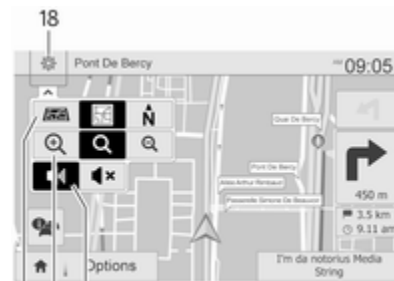 18
Pont De Bercy
AM 09:05
N
Quai De Bercy
Pont De Bercy
Allée Arthur Rimbaud
Passerelle Simone De Beauvoir
450 m
3.5 km
9.11 am
Options
I'm da notorius Media
String